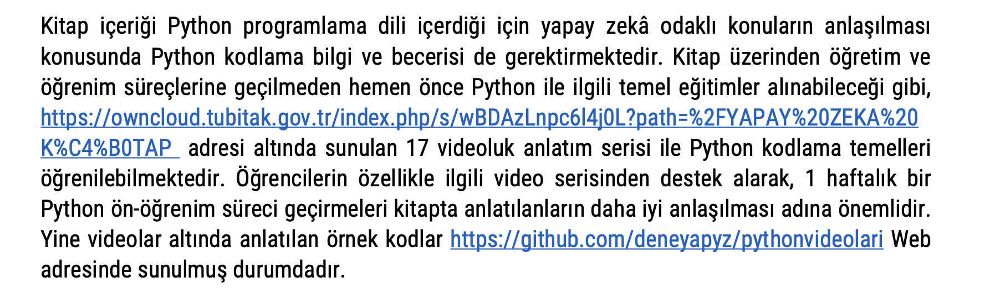 Kitap içeriği Python programlama dili içerdiği için yapay zekâ odaklı konuların anlaşılması
konusunda Python kodlama bilgi ve becerisi de gerektirmektedir. Kitap üzerinden öğretim ve
öğrenim süreçlerine geçilmeden hemen önce Python ile ilgili temel eğitimler alınabileceği gibi,
https://owncloud.tubitak.gov.tr/index.php/s/wBDAzLnpc6l4j0L?path=%2FYAPAY%20ZEKA%20
K%C4%B0TAP adresi altında sunulan 17 videoluk anlatım serisi ile Python kodlama temelleri
öğrenilebilmektedir. Öğrencilerin özellikle ilgili video serisinden destek alarak, 1 haftalık bir
Python ön-öğrenim süreci geçirmeleri kitapta anlatılanların daha iyi anlaşılması adına önemlidir.
Yine videolar altında anlatılan örnek kodlar https://github.com/deneyapyz/pythonvideolari Web
adresinde sunulmuş durumdadır.